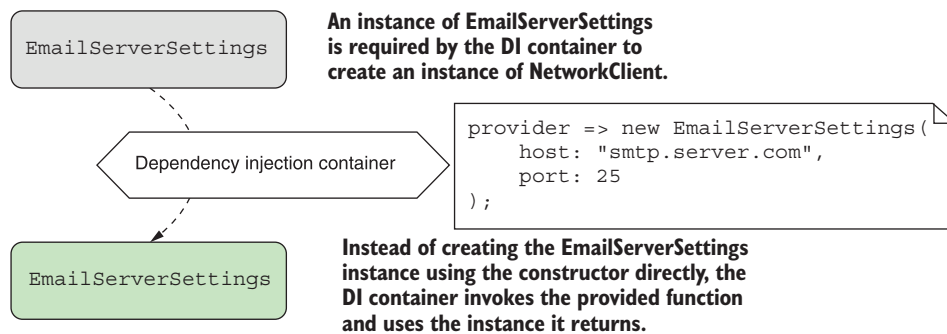 EmailServerSettings
An instance of EmailServerSettings
is required by the DI container to
create an instance of NetworkClient.
Dependency injection container
provider => new EmailServerSettings(
    host: "smtp.server.com",
    port: 25
);
EmailServerSettings
Instead of creating the EmailServerSettings
instance using the constructor directly, the
DI container invokes the provided function
and uses the instance it returns.